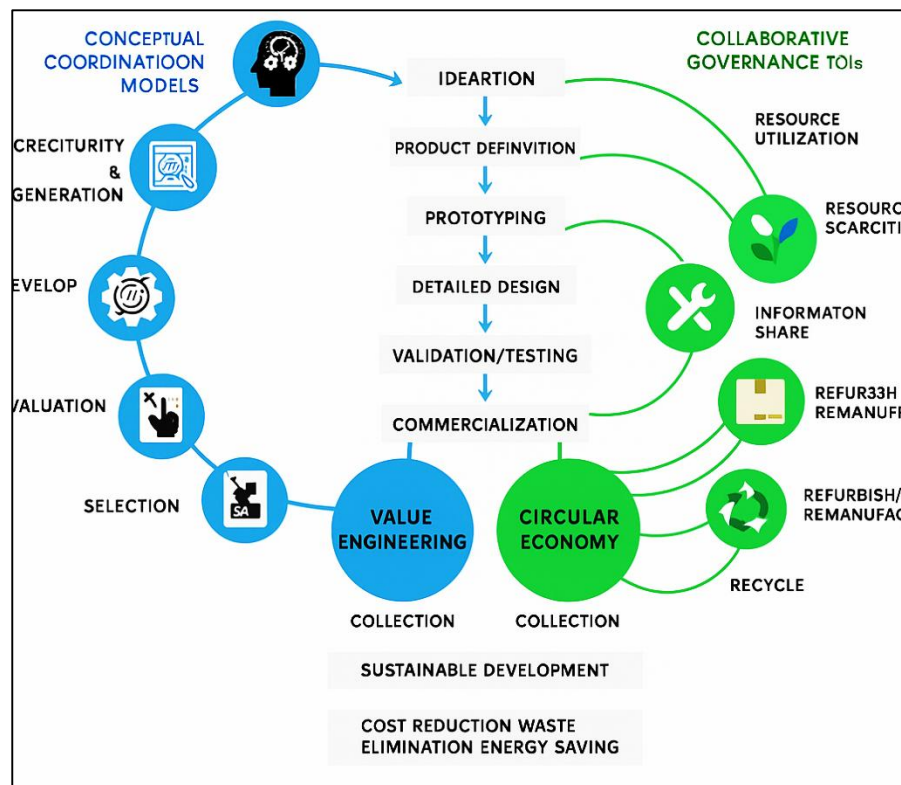 CONCEPTUAL
COORDINATIOON
MODELS
CRECITURITY
&
GENERATION
EVELOP
VALUATION
SELECTION
IDEARTION
PRODUCT DEFINVITION
PROTOTYPING
DETAILED DESIGN
VALIDATION/TESTING
COMMERCIALIZATION
VALUE
ENGINEERING
CIRCULAR
ECONOMY
COLLECTION
COLLECTION
SUSTAINABLE DEVELOPMENT
COST REDUCTION WASTE
ELIMINATION ENERGY SAVING
COLLABORATIVE
GOVERNANCE TOIs
RESOURCE
UTILIZATION
RESOURC
SCARCITI
INFORMATON
SHARE
REFUR33H
REMANUFF
REFURBISH/
REMANUFAC
RECYCLE
SA